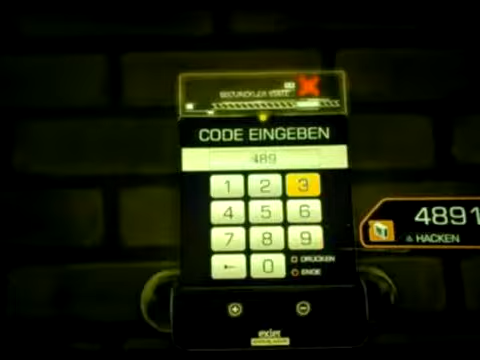 CODE EINGEBEN
489
1 2 3
4 5 6
7 8 9
0
DRÜCKEN
ENDE
4891
HACKEN